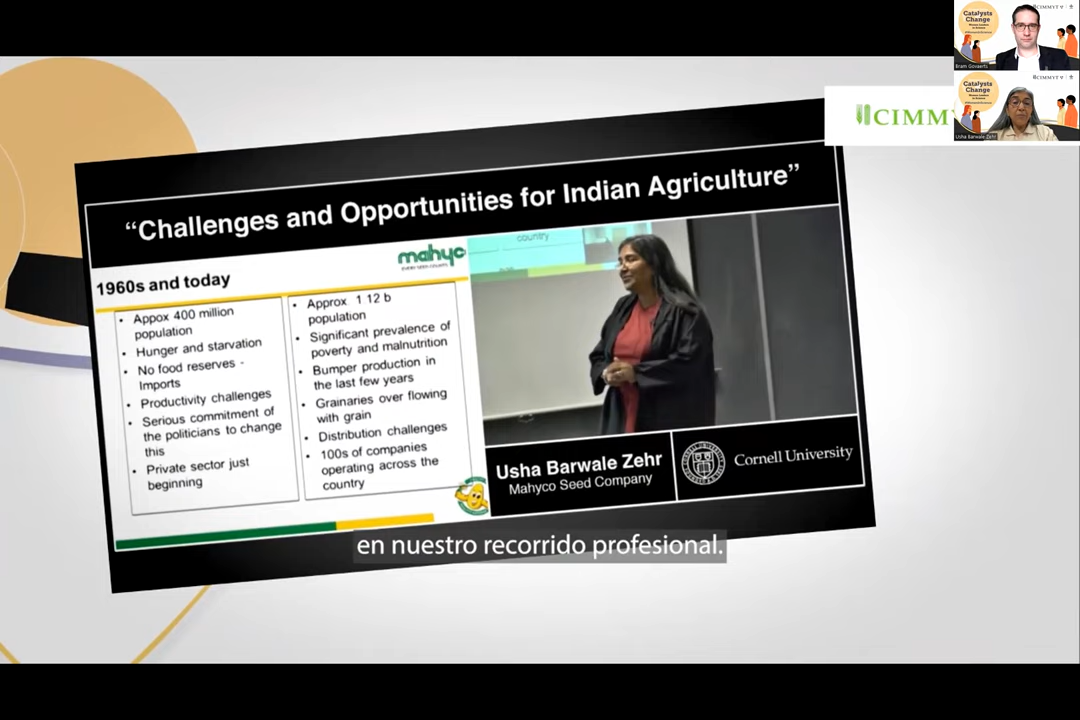 Catalysts
Change
CIMMYT
Bram Govaerts
Catalysts
Change
CIMMYT
Usha Barwale Zehr
CIMMY
“Challenges and Opportunities for Indian Agriculture”
mahyco
country
1960s and today
• Appox 400 million
population
• Hunger and starvation
• No food reserves -
Imports
• Productivity challenges
• Serious commitment of
the politicians to change
this
• Private sector just
beginning
• Approx 1 12 b
population
• Significant prevalence of
poverty and malnutrition
• Bumper production in
the last few years
• Grainaries over flowing
with grain
• Distribution challenges
• 100s of companies
operating across the
country
Usha Barwale Zehr
Mahyco Seed Company
Cornell University
en nuestro recorrido profesional.